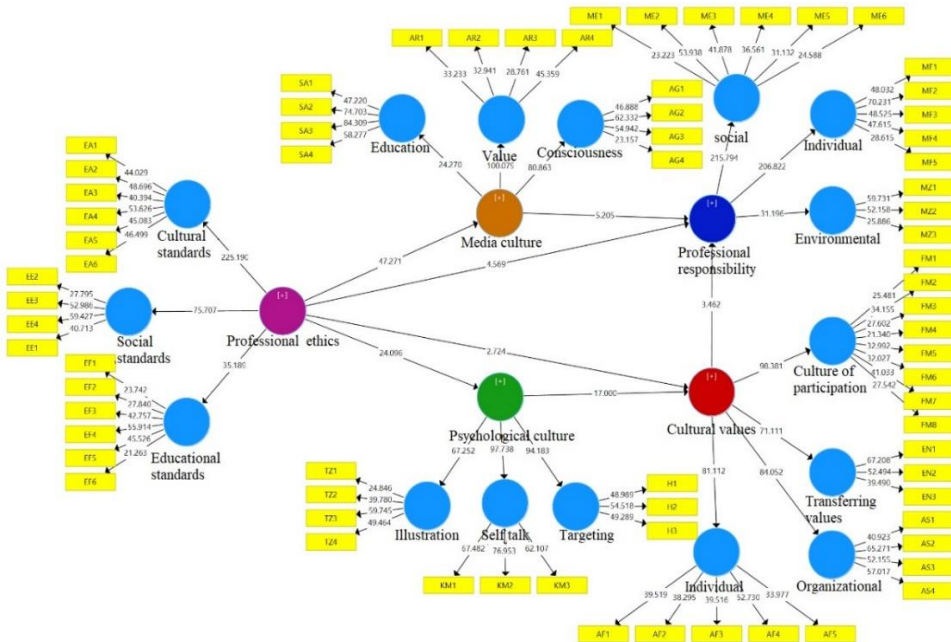 ME1
ME2
ME3
ME4
ME5
ME6
23.223
53.938
41.878
36.561
31.132
24.588
social
AR1
AR2
AR3
AR4
33.233
32.941
28.761
45.359
Value
SA1
SA2
SA3
SA4
47.220
74.703
84.309
58.277
Education
AG1
AG2
AG3
AG4
46.888
62.332
54.942
23.157
Consciousness
MF1
MF2
MF3
MF4
MF5
48.032
70.231
48.525
47.615
28.615
Individual
24.270
100.079
80.863
215.794
206.822
[+]
Media culture
5.205
[+]
Professional
responsibility
31.196
MZ1
MZ2
MZ3
59.731
52.158
25.886
Environmental
EA1
EA2
EA3
EA4
EA5
EA6
44.029
48.696
40.394
53.626
45.083
46.499
Cultural
standards
225.190
EE2
EE3
EE4
EE1
27.795
52.986
59.427
40.713
Social
standards
75.707
[+]
Professional ethics
47.271
4.569
2.724
24.096
35.189
3.462
EF1
EF2
EF3
EF4
EF5
EF6
23.742
27.840
42.757
55.914
45.526
21.263
Educational
standards
[+]
Psychological culture
17.000
[+]
Cultural values
98.381
FM1
FM2
FM3
FM4
FM5
FM6
FM7
FM8
25.481
34.155
27.602
21.340
32.992
32.027
41.033
27.542
Culture of
participation
67.252
97.738
94.183
81.112
71.111
84.052
TZ1
TZ2
TZ3
TZ4
24.846
39.780
59.745
49.464
Illustration
Self talk
67.482
76.953
62.107
KM1
KM2
KM3
Targeting
48.989
54.518
49.289
H1
H2
H3
EN1
EN2
EN3
67.208
52.494
39.490
Transferring
values
AS1
AS2
AS3
AS4
40.923
65.271
52.155
57.017
Organizational
Individual
39.519
38.295
39.516
52.730
33.977
AF1
AF2
AF3
AF4
AF5